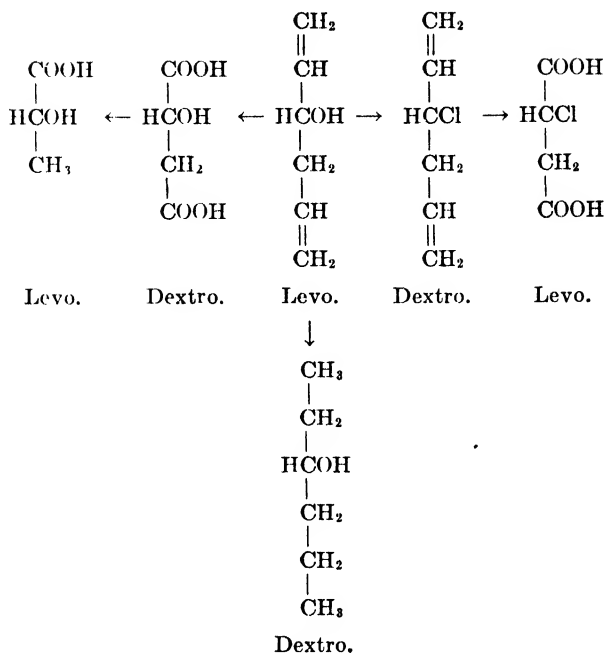 CH₂
||
CH₂
||
COOH COOH CH CH COOH
| | | | |
HCOH ← HCOH ← HCOH → HCCl → HCCl
| | | | |
CH₃ CH₂ CH₂ CH₂ CH₂
| | | |
COOH CH CH COOH
|| ||
CH₂ CH₂
Levo. Dextro. Levo. Dextro. Levo.
↓
CH₃
|
CH₂
|
HCOH
|
CH₂
|
CH₂
|
CH₃
Dextro.